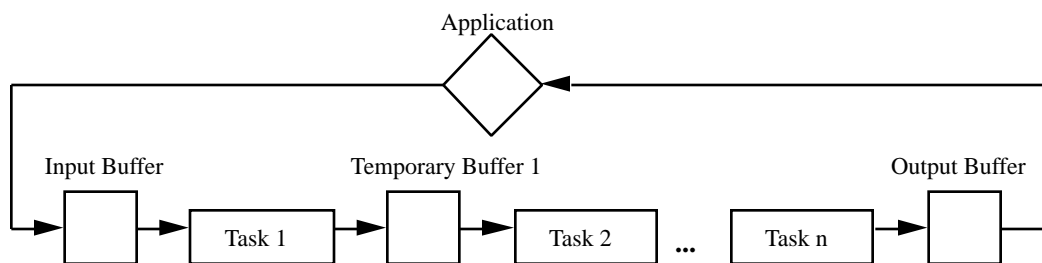 Application
Input Buffer
Temporary Buffer 1
Output Buffer
Task 1
Task 2
...
Task n